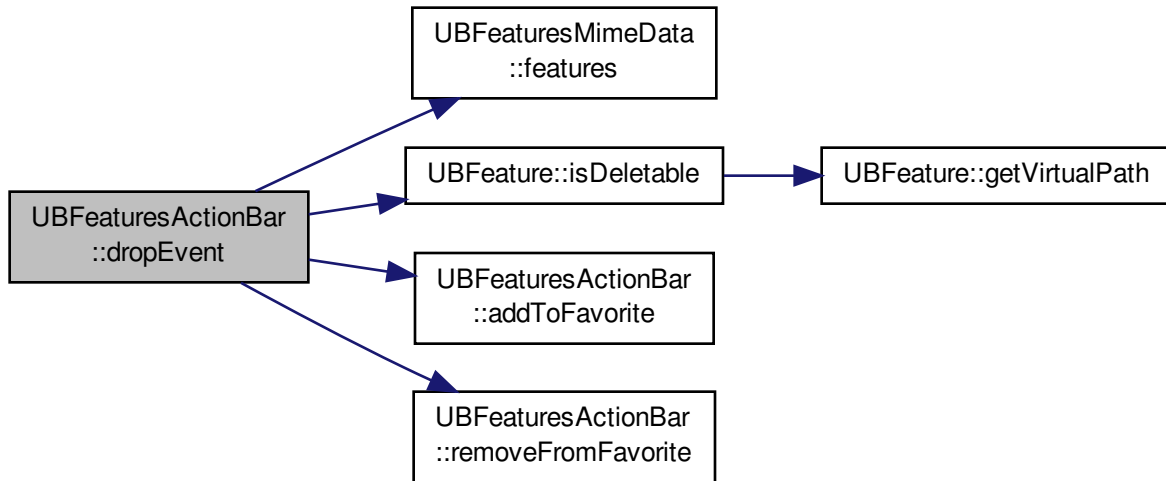 UBFeaturesMimeData
::features
UBFeature::isDeletable
UBFeature::getVirtualPath
UBFeaturesActionBar
::dropEvent
UBFeaturesActionBar
::addToFavorite
UBFeaturesActionBar
::removeFromFavorite